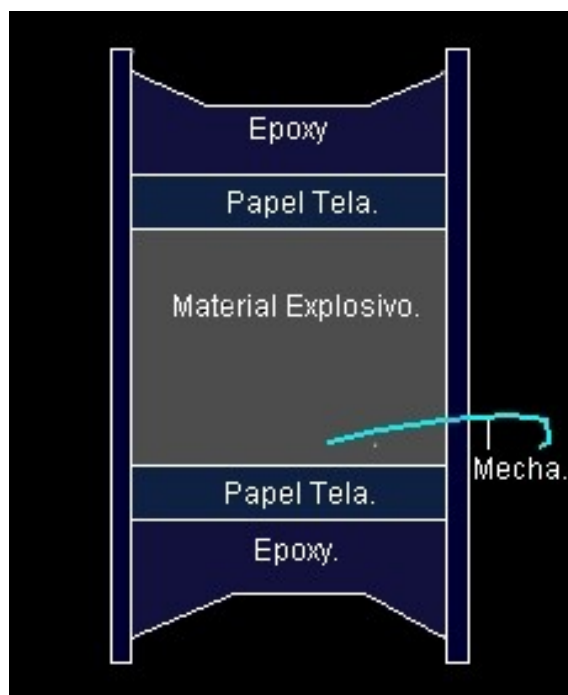 Epoxy
Papel Tela.
Material Explosivo.
Mecha.
Papel Tela.
Epoxy.